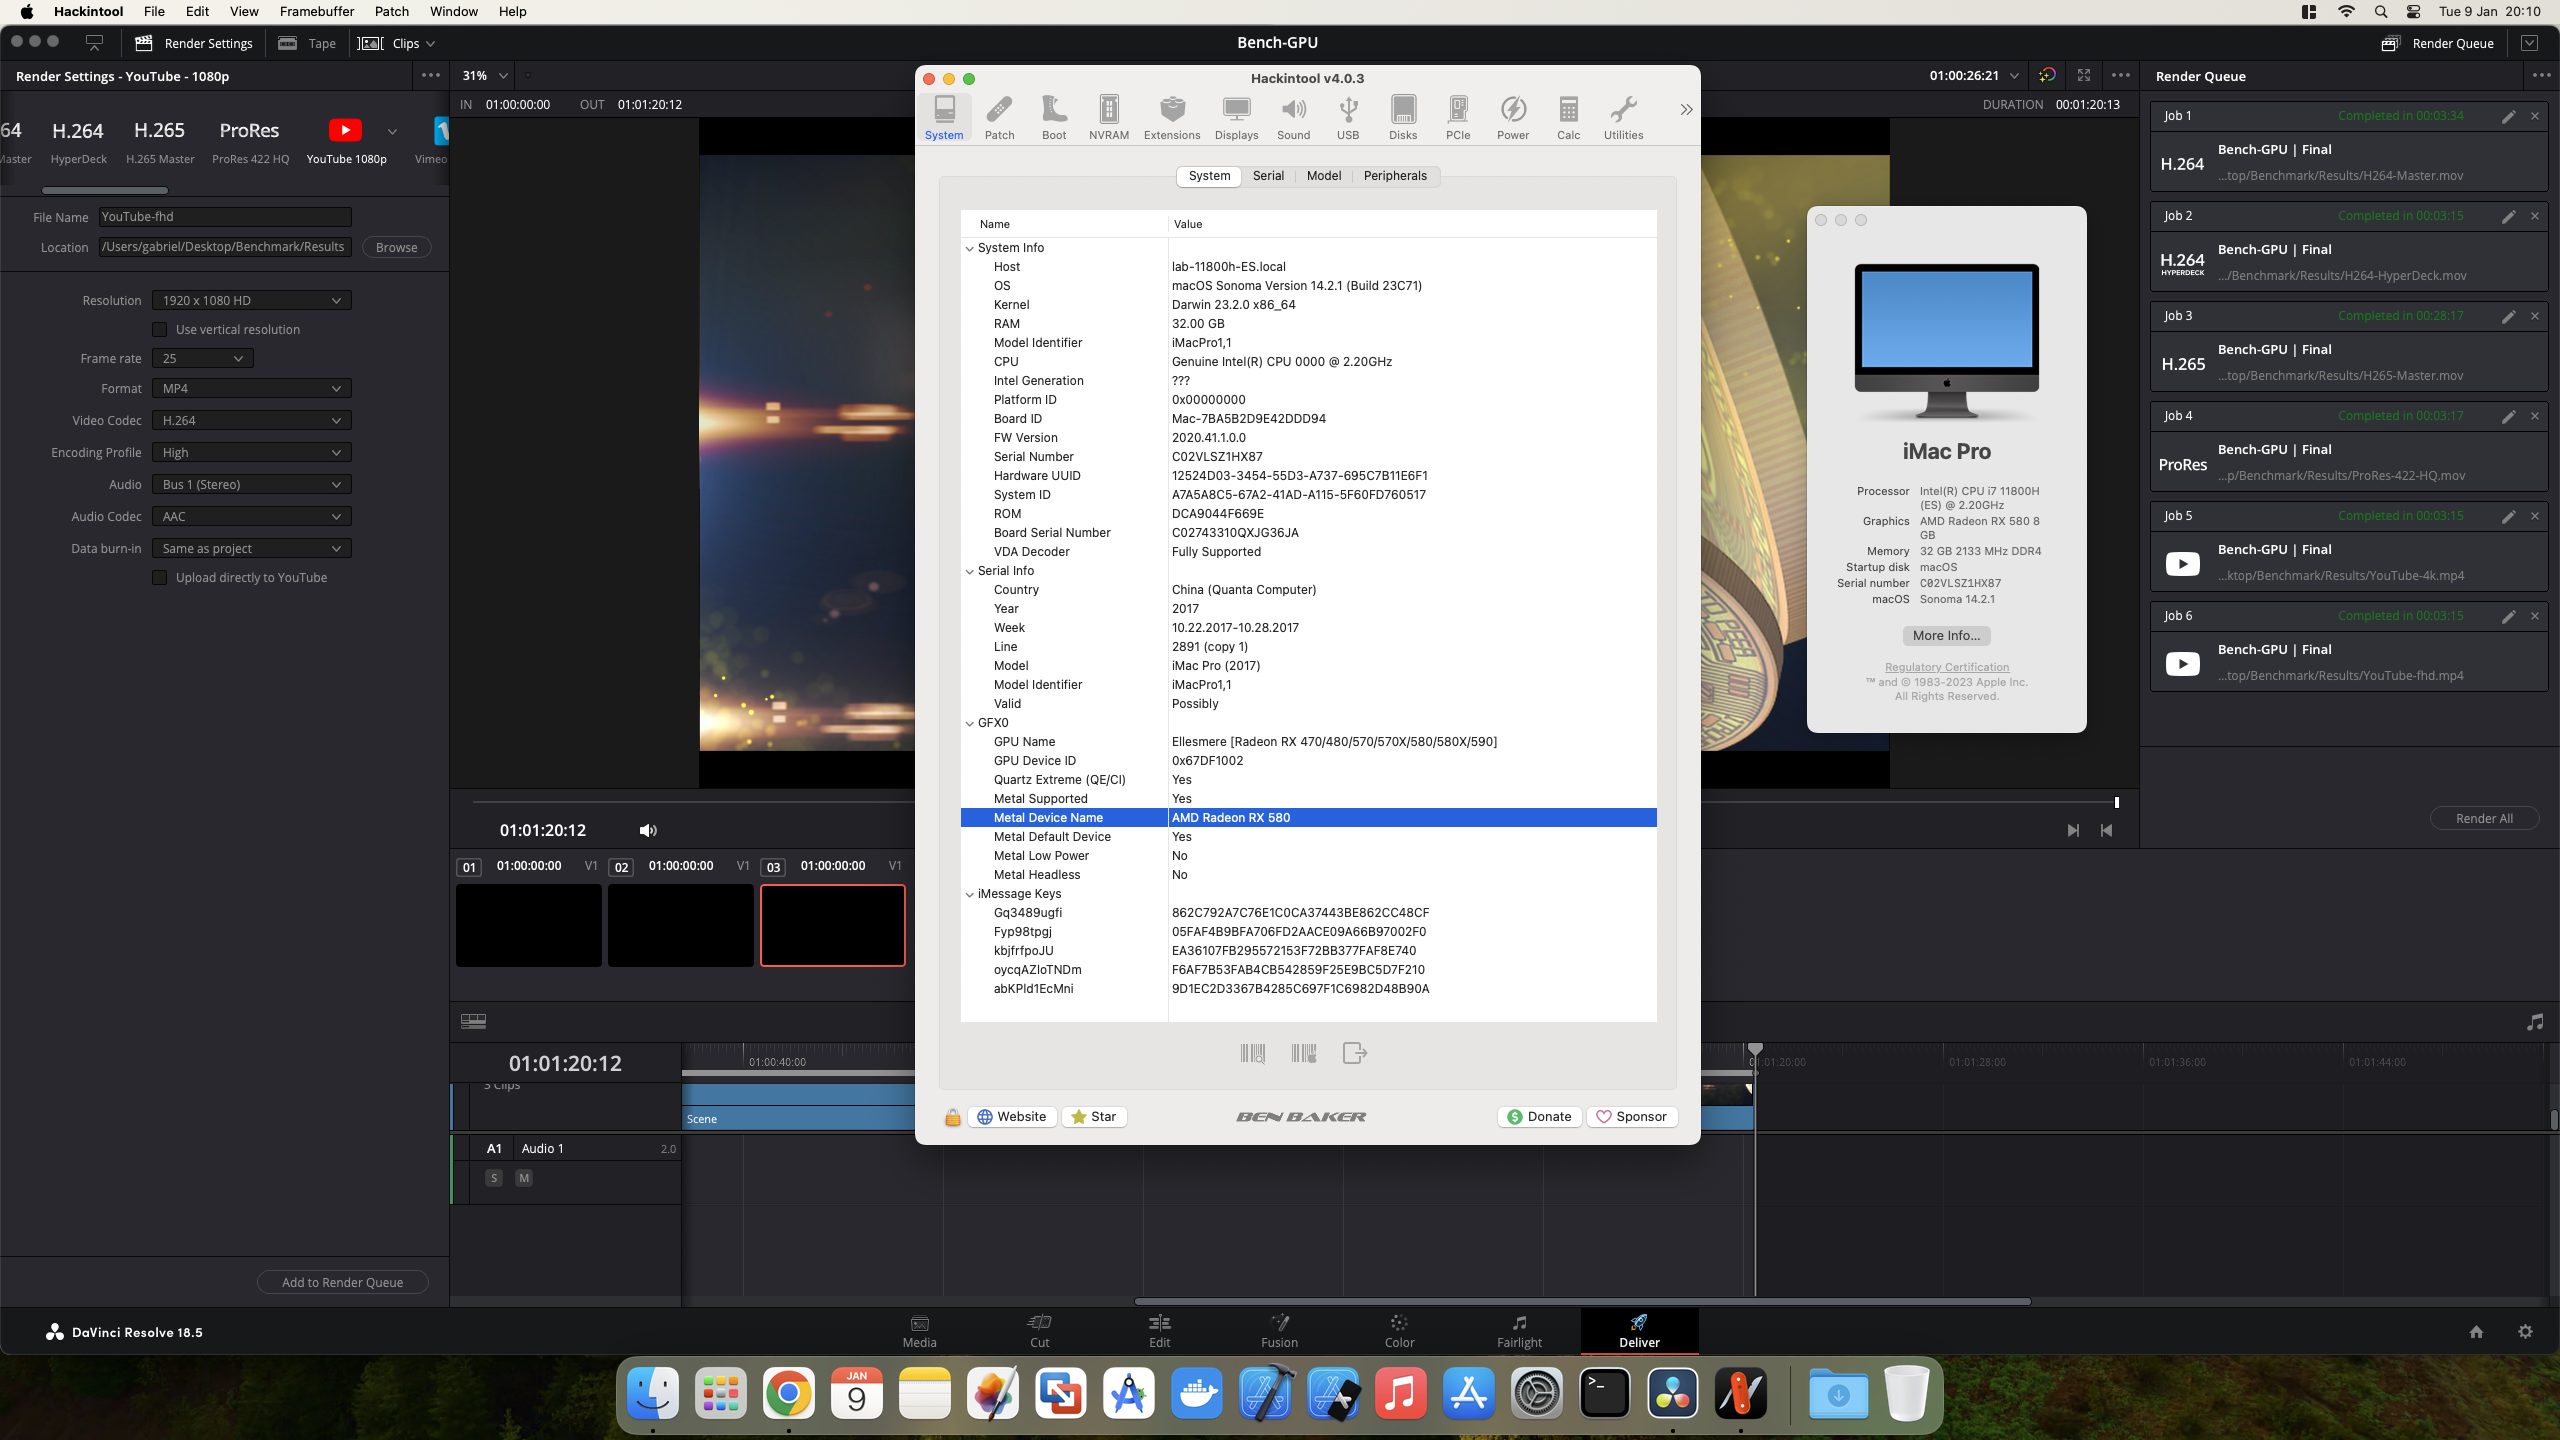 Hackintool File Edit View Framebuffer Patch Window Help
Tue 9 Jan 20:10
Render Settings Tape Clips
Bench-GPU
Render Queue
Render Settings - YouTube - 1080p
31%
01:00:26:21
Render Queue
IN 01:00:00:00 OUT 01:01:20:12
DURATION 00:01:20:13
64 H.264 H.265 ProRes
Master HyperDeck H.265 Master ProRes 422 HQ YouTube 1080p Vimeo
File Name YouTube-fhd
Location /Users/gabriel/Desktop/Benchmark/Results Browse
Resolution 1920 x 1080 HD
Use vertical resolution
Frame rate 25
Format MP4
Video Codec H.264
Encoding Profile High
Audio Bus 1 (Stereo)
Audio Codec AAC
Data burn-in Same as project
Upload directly to YouTube
Add to Render Queue
Hackintool v4.0.3
System Patch Boot NVRAM Extensions Displays Sound USB Disks PCIe Power Calc Utilities
System Serial Model Peripherals
Name Value
System Info
Host lab-11800h-ES.local
OS macOS Sonoma Version 14.2.1 (Build 23C71)
Kernel Darwin 23.2.0 x86_64
RAM 32.00 GB
Model Identifier iMacPro1,1
CPU Genuine Intel(R) CPU 0000 @ 2.20GHz
Intel Generation ???
Platform ID 0x00000000
Board ID Mac-7BA5B2D9E42DDD94
FW Version 2020.41.1.0.0
Serial Number C02VLSZ1HX87
Hardware UUID 12524D03-3454-55D3-A737-695C7B11E6F1
System ID A7A5A8C5-67A2-41AD-A115-5F60FD760517
ROM DCA9044F669E
Board Serial Number C02743310QXJG36JA
VDA Decoder Fully Supported
Serial Info
Country China (Quanta Computer)
Year 2017
Week 10.22.2017-10.28.2017
Line 2891 (copy 1)
Model iMac Pro (2017)
Model Identifier iMacPro1,1
Valid Possibly
GFX0
GPU Name Ellesmere [Radeon RX 470/480/570/570X/580/580X/590]
GPU Device ID 0x67DF1002
Quartz Extreme (QE/CI) Yes
Metal Supported Yes
Metal Device Name AMD Radeon RX 580
Metal Default Device Yes
Metal Low Power No
Metal Headless No
iMessage Keys
Gq3489ugfi 862C792A7C76E1C0CA37443BE862CC48CF
Fyp98tpgj 05FAF4B9BFA706FD2AACE09A66B97002F0
kbjfrfpoJU EA36107FB295572153F72BB377FAF8E740
oycqAZloTNDm F6AF7B53FAB4CB542859F25E9BC5D7F210
abKPld1EcMni 9D1EC2D3367B4285C697F1C6982D48B90A
Website Star BEN BAKER Donate Sponsor
iMac Pro
Processor Intel(R) CPU i7 11800H
(ES) @ 2.20GHz
Graphics AMD Radeon RX 580 8
GB
Memory 32 GB 2133 MHz DDR4
Startup disk macOS
Serial number C02VLSZ1HX87
macOS Sonoma 14.2.1
More Info...
Regulatory Certification
™ and © 1983-2023 Apple Inc.
All Rights Reserved.
Job 1 Completed in 00:03:34
Bench-GPU | Final
H.264 ...top/Benchmark/Results/H264-Master.mov
Job 2 Completed in 00:03:15
Bench-GPU | Final
H.264 HYPERDECK .../Benchmark/Results/H264-HyperDeck.mov
Job 3 Completed in 00:28:17
Bench-GPU | Final
H.265 ...top/Benchmark/Results/H265-Master.mov
Job 4 Completed in 00:03:17
Bench-GPU | Final
ProRes ...p/Benchmark/Results/ProRes-422-HQ.mov
Job 5 Completed in 00:03:15
Bench-GPU | Final
...ktop/Benchmark/Results/YouTube-4k.mp4
Job 6 Completed in 00:03:15
Bench-GPU | Final
...top/Benchmark/Results/YouTube-fhd.mp4
Render All
01:01:20:12
01 01:00:00:00 V1 02 01:00:00:00 V1 03 01:00:00:00 V1
01:01:20:12
01:00:40:00 01:01:20:00 01:01:28:00 01:01:36:00 01:01:44:00
3 Clips
Scene
A1 Audio 1 2.0
S M
DaVinci Resolve 18.5
Media Cut Edit Fusion Color Fairlight Deliver
JAN
9